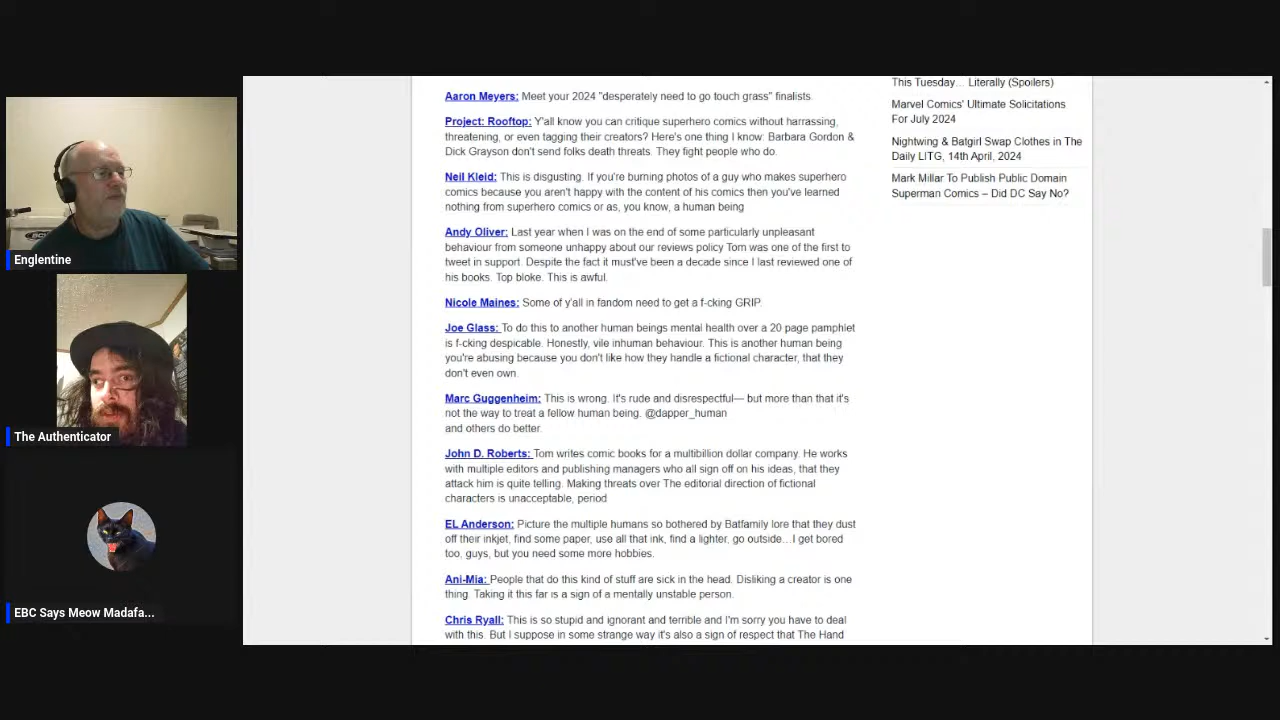 Englentine
The Authenticator
EBC Says Meow Madafa...
Aaron Meyers: Meet your 2024 "desperately need to go touch grass" finalists.
Project: Rooftop: Y'all know you can critique superhero comics without harrassing,
threatening, or even tagging their creators? Here's one thing I know: Barbara Gordon &
Dick Grayson don't send folks death threats. They fight people who do.
Neil Kleid: This is disgusting. If you're burning photos of a guy who makes superhero
comics because you aren't happy with the content of his comics then you've learned
nothing from superhero comics or as, you know, a human being
Andy Oliver: Last year when I was on the end of some particularly unpleasant
behaviour from someone unhappy about our reviews policy Tom was one of the first to
tweet in support. Despite the fact it must've been a decade since I last reviewed one of
his books. Top bloke. This is awful.
Nicole Maines: Some of y'all in fandom need to get a f-cking GRIP.
Joe Glass: To do this to another human beings mental health over a 20 page pamphlet
is f-cking despicable. Honestly, vile inhuman behaviour. This is another human being
you're abusing because you don't like how they handle a fictional character, that they
don't even own.
Marc Guggenheim: This is wrong. It's rude and disrespectful— but more than that it's
not the way to treat a fellow human being. @dapper_human
and others do better.
John D. Roberts: Tom writes comic books for a multibillion dollar company. He works
with multiple editors and publishing managers who all sign off on his ideas, that they
attack him is quite telling. Making threats over The editorial direction of fictional
characters is unacceptable, period
EL Anderson: Picture the multiple humans so bothered by Batfamily lore that they dust
off their inkjet, find some paper, use all that ink, find a lighter, go outside…I get bored
too, guys, but you need some more hobbies.
Ani-Mia: People that do this kind of stuff are sick in the head. Disliking a creator is one
thing. Taking it this far is a sign of a mentally unstable person.
Chris Ryall: This is so stupid and ignorant and terrible and I'm sorry you have to deal
with this. But I suppose in some strange way it's also a sign of respect that The Hand
This Tuesday... Literally (Spoilers)
Marvel Comics' Ultimate Solicitations
For July 2024
Nightwing & Batgirl Swap Clothes in The
Daily LITG, 14th April, 2024
Mark Millar To Publish Public Domain
Superman Comics – Did DC Say No?